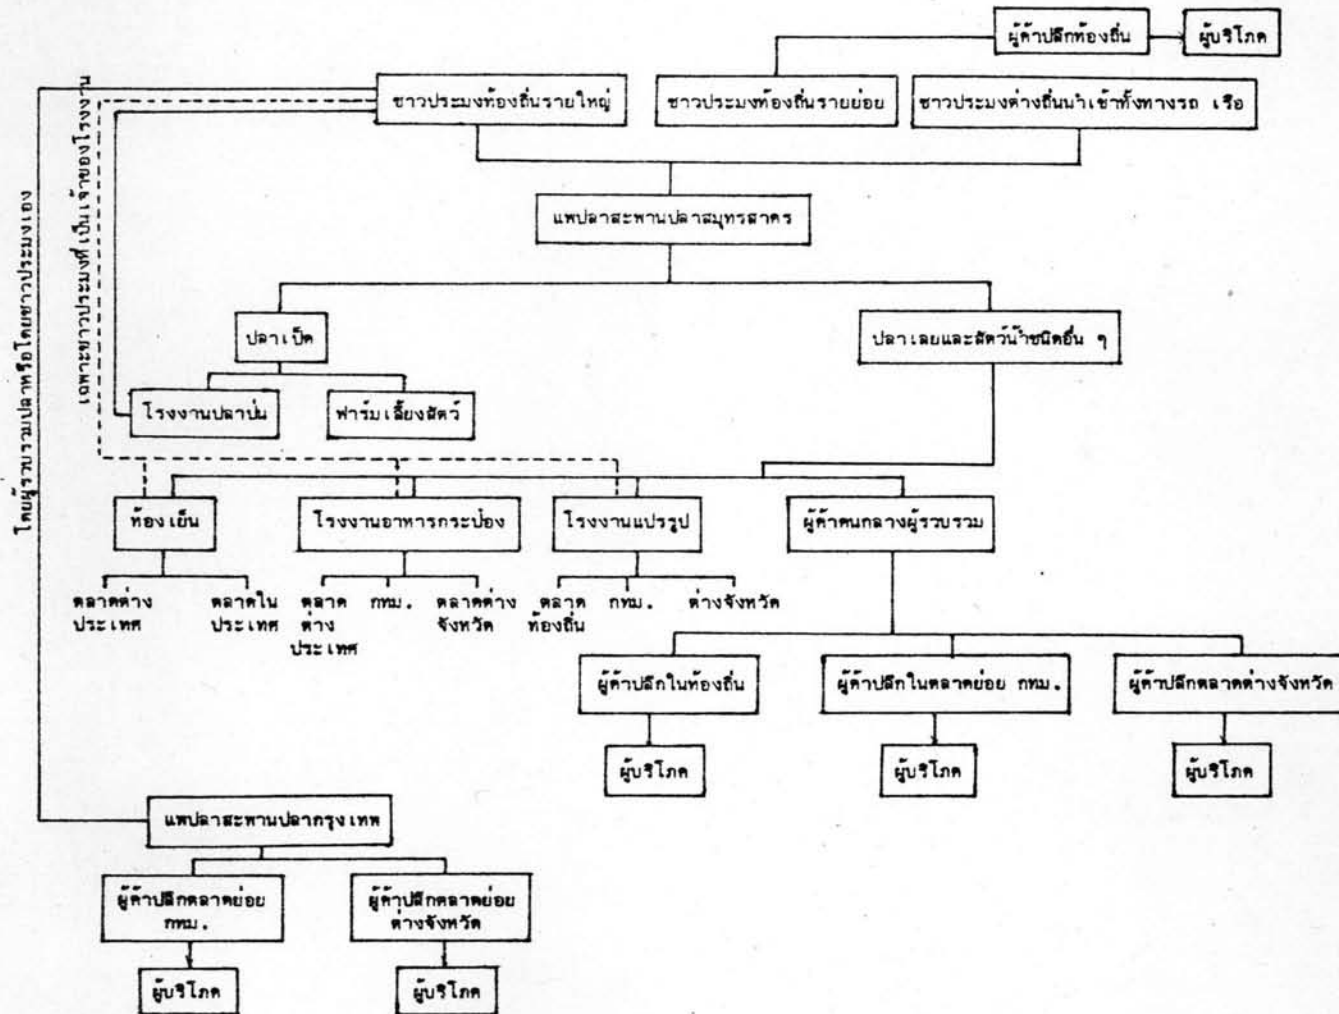 ผู้ค้าปลีกท้องถิ่น
ผู้บริโภค
ชาวประมงท้องถิ่นรายใหญ่
ชาวประมงท้องถิ่นรายย่อย
ชาวประมงต่างถิ่นนำเข้าทั้งทางรถ เรือ
แพปลาสะพานปลาสมุทรสาคร
โดยผู้รวบรวมปลาหรือโดยชาวประมงเอง
เฉพาะชาวประมงที่เป็นเจ้าของโรงงาน
ปลาเป็ด
ปลาเลยและสัตว์น้ำชนิดอื่น ๆ
โรงงานปลาป่น
ฟาร์มเลี้ยงสัตว์
ห้องเย็น
โรงงานอาหารกระป๋อง
โรงงานแปรรูป
ผู้ค้าคนกลางผู้รวบรวม
ตลาดต่าง
ประเทศ
ตลาดใน
ประเทศ
ตลาด
ต่าง
ประเทศ
กทม.
ตลาดต่าง
จังหวัด
ตลาด
ท้องถิ่น
กทม.
ต่างจังหวัด
ผู้ค้าปลีกในท้องถิ่น
ผู้ค้าปลีกในตลาดย่อย กทม.
ผู้ค้าปลีกตลาดต่างจังหวัด
ผู้บริโภค
ผู้บริโภค
ผู้บริโภค
แพปลาสะพานปลากรุงเทพ
ผู้ค้าปลีกตลาดย่อย
กทม.
ผู้ค้าปลีกตลาดย่อย
ต่างจังหวัด
ผู้บริโภค
ผู้บริโภค